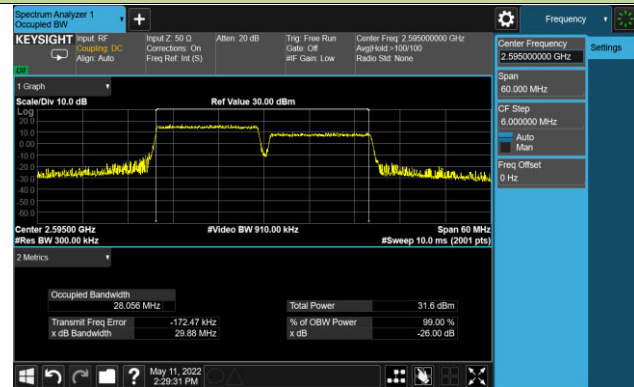 Spectrum Analyzer 1
Occupied BW
Frequency
KEYSIGHT Input: RF Input Z: 50 Ω Atten: 20 dB Trig: Free Run Center Freq: 2.595000000 GHz
Coupling: DC Corrections: On Gate: Off Avg|Hold:>100/100
Align: Auto Freq Ref: Int (S) #IF Gain: Low Radio Std: None
Center Frequency
2.595000000 GHz
Settings
Span
60.000 MHz
CF Step
6.000000 MHz
Auto
Man
Freq Offset
0 Hz
1 Graph
Scale/Div 10.0 dB Ref Value 30.00 dBm
Log
20.0
10.0
0.00
-10.0
-20.0
-30.0
-40.0
-50.0
-60.0
Center 2.59500 GHz #Video BW 910.00 kHz Span 60 MHz
#Res BW 300.00 kHz #Sweep 10.0 ms (2001 pts)
2 Metrics
Occupied Bandwidth
28.056 MHz Total Power 31.6 dBm
Transmit Freq Error -172.47 kHz % of OBW Power 99.00 %
x dB Bandwidth 29.88 MHz x dB -26.00 dB
May 11, 2022
2:29:31 PM